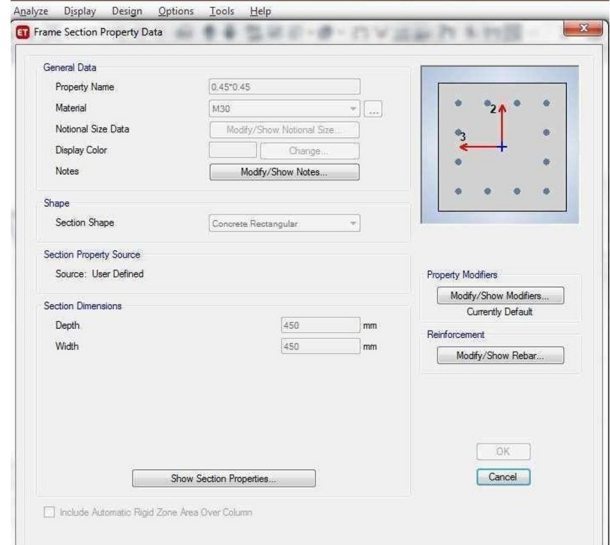 Analyze Display Design Options Tools Help
ET Frame Section Property Data
General Data
Property Name 0.45*0.45
Material M30 ...
Notional Size Data Modify/Show Notional Size...
Display Color Change...
Notes Modify/Show Notes...
2
3
Shape
Section Shape Concrete Rectangular
Section Property Source
Source: User Defined
Property Modifiers
Modify/Show Modifiers...
Currently Default
Section Dimensions
Depth 450 mm
Width 450 mm
Reinforcement
Modify/Show Rebar...
OK
Show Section Properties...
Cancel
Include Automatic Rigid Zone Area Over Column